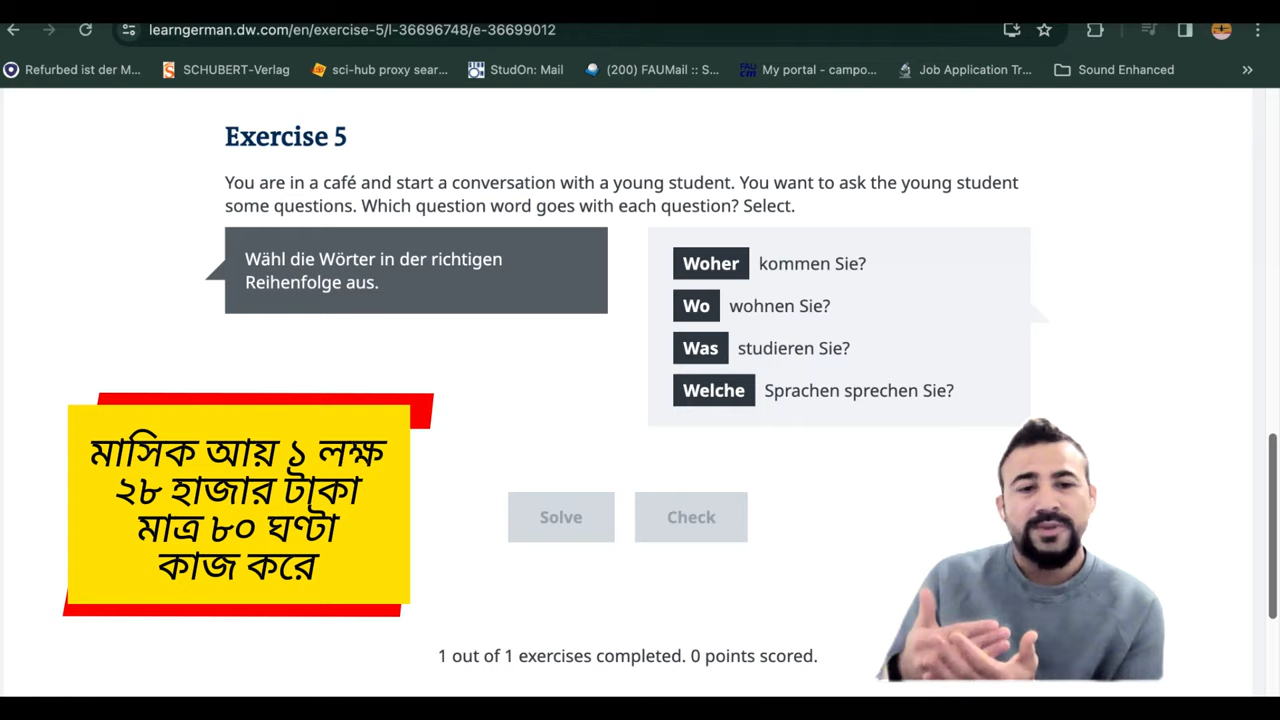 learngerman.dw.com/en/exercise-5/l-36696748/e-36699012
Refurbed ist der M... SCHUBERT-Verlag sci-hub proxy sear... StudOn: Mail (200) FAUMail :: S... FAU cm My portal - campo... Job Application Tr... Sound Enhanced »
Exercise 5
You are in a café and start a conversation with a young student. You want to ask the young student
some questions. Which question word goes with each question? Select.
Wähl die Wörter in der richtigen
Reihenfolge aus.
Woher kommen Sie?
Wo wohnen Sie?
Was studieren Sie?
Welche Sprachen sprechen Sie?
মাসিক আয় ১ লক্ষ
২৮ হাজার টাকা
মাত্র ৮০ ঘণ্টা
কাজ করে
Solve Check
1 out of 1 exercises completed. 0 points scored.